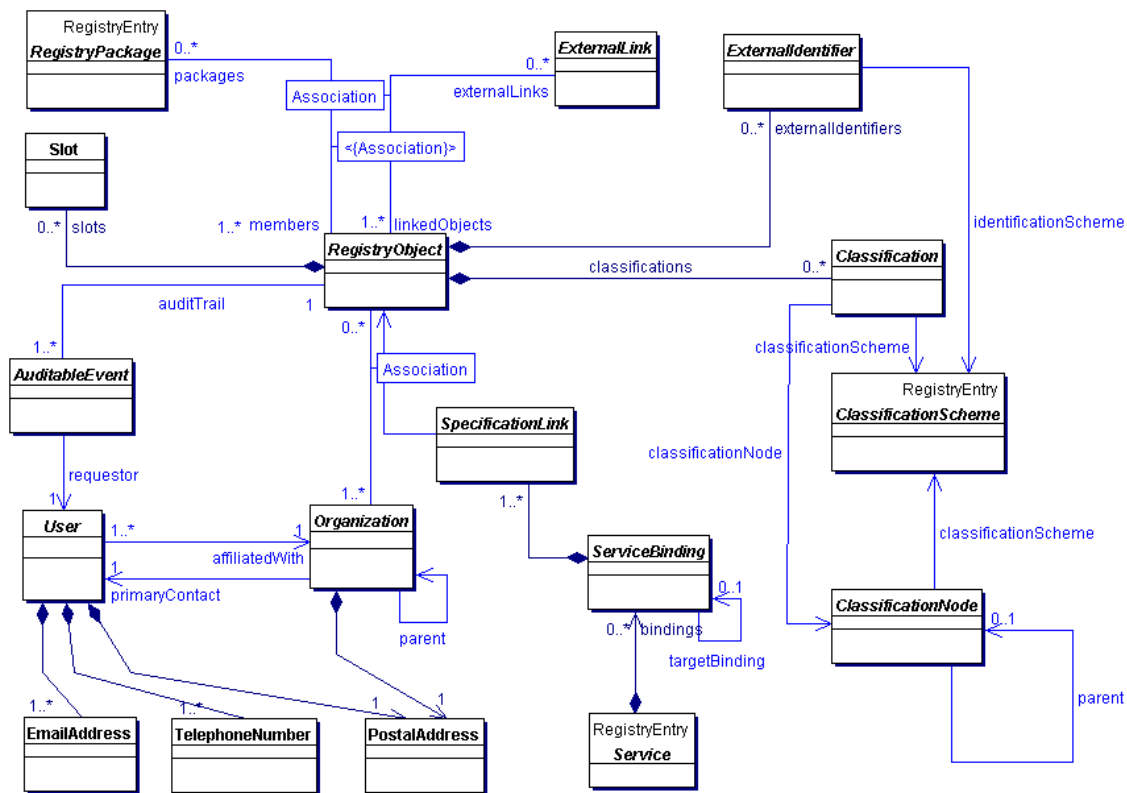 RegistryEntry
RegistryPackage
0..*
packages
ExternalLink
0..*
externalLinks
ExternalIdentifier
0..* externalIdentifiers
Association
<{Association}>
Slot
0..* slots
1..* members
1..* linkedObjects
identificationScheme
RegistryObject
classifications
0..*
Classification
auditTrail
1
0..*
1..*
classificationScheme
AuditableEvent
Association
RegistryEntry
ClassificationScheme
SpecificationLink
classificationNode
requestor
1
1..*
1..*
User
1..*
1
Organization
affiliatedWith
classificationScheme
ServiceBinding
1
primaryContact
0..1
ClassificationNode
0..1
parent
0..* bindings
targetBinding
parent
1..*
1..*
1
1
EmailAddress
TelephoneNumber
PostalAddress
RegistryEntry
Service